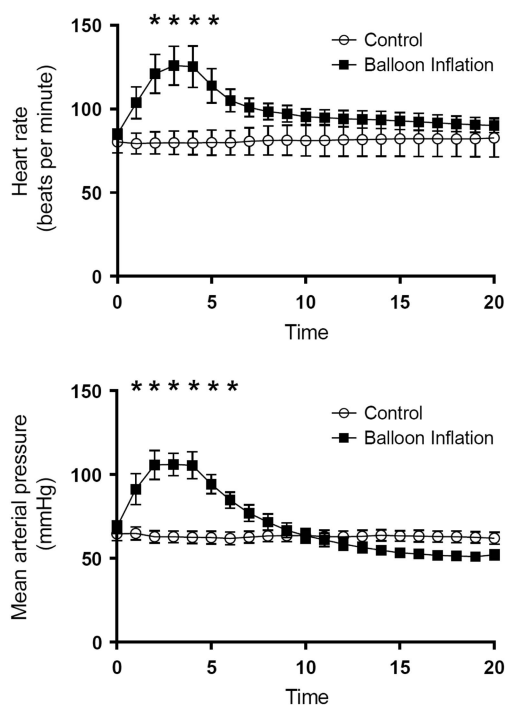 * * * *
150
Control
Balloon Inflation
100
Heart rate
(beats per minute)
50
0
0 5 10 15 20
Time
* * * * * *
150
Control
Balloon Inflation
100
Mean arterial pressure
(mmHg)
50
0
0 5 10 15 20
Time